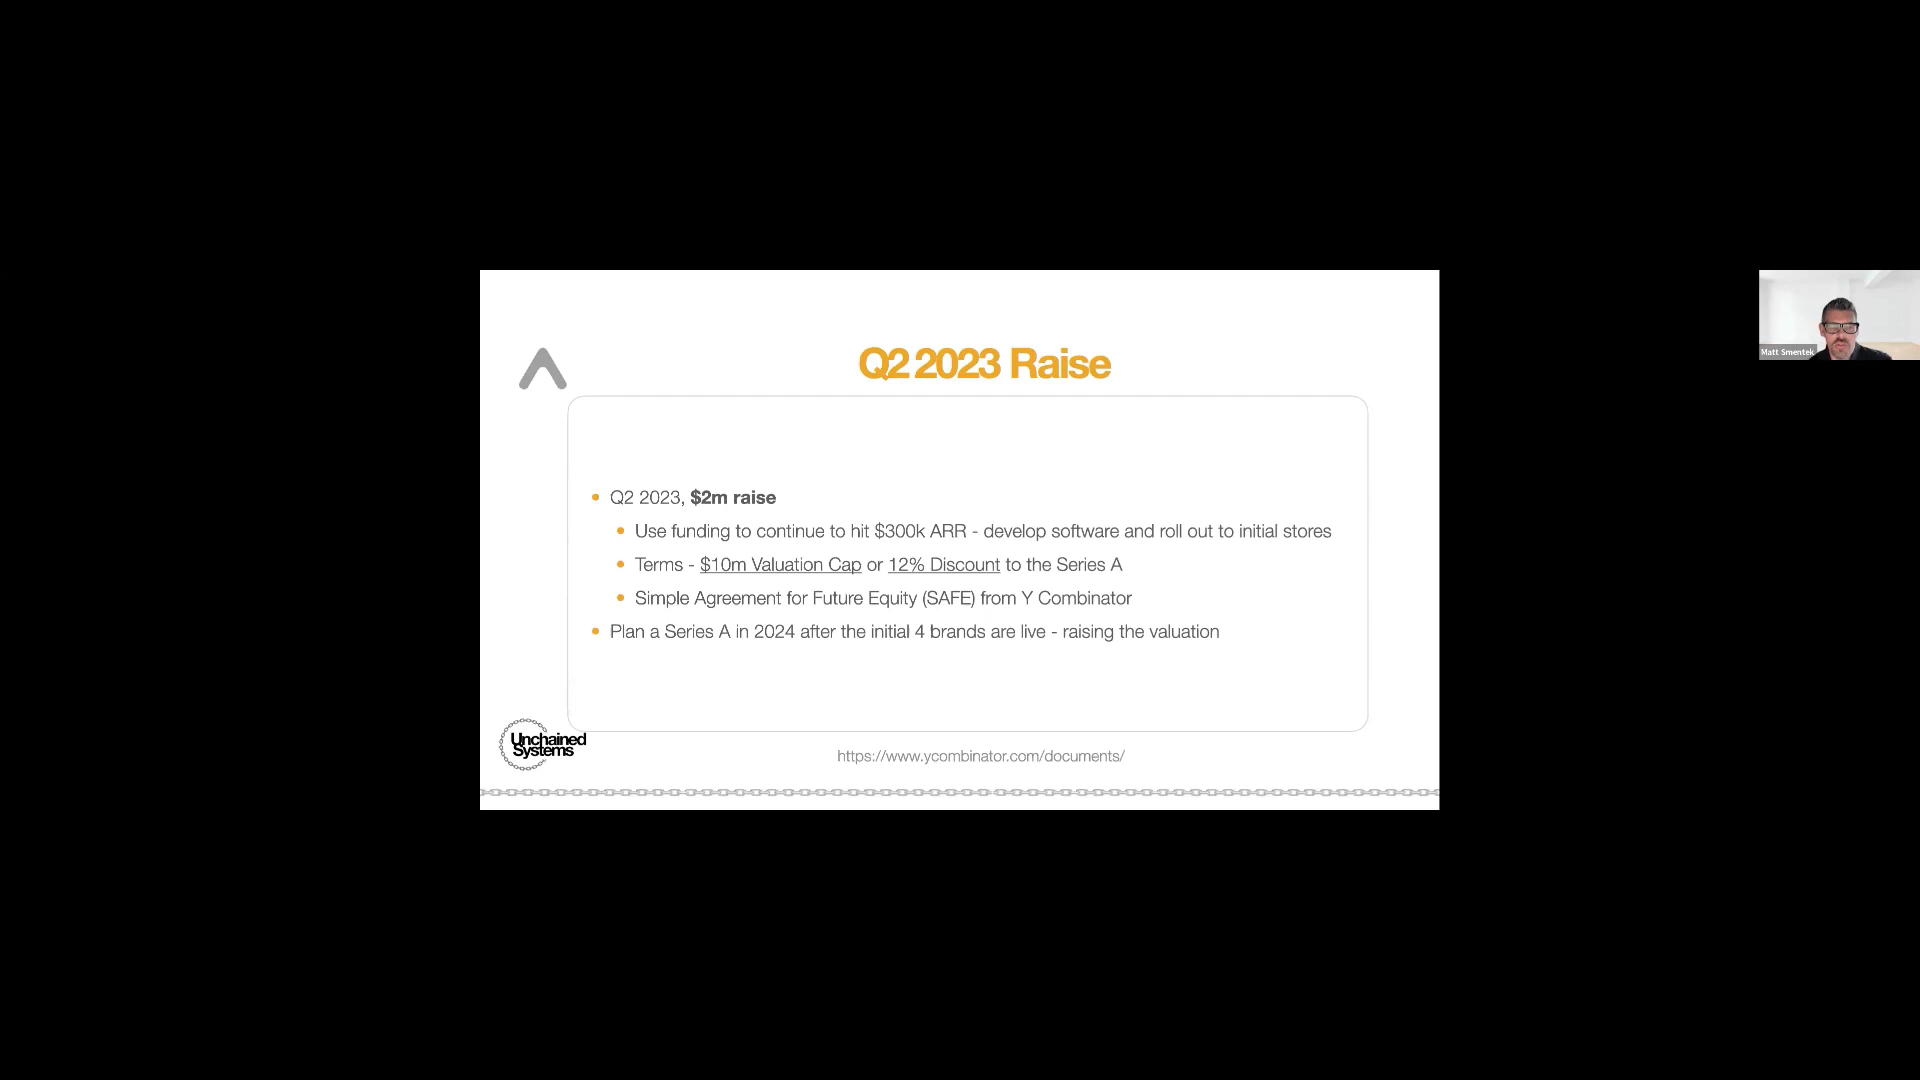 Q2 2023 Raise
Q2 2023, $2m raise
Use funding to continue to hit $300k ARR - develop software and roll out to initial stores
Terms - $10m Valuation Cap or 12% Discount to the Series A
Simple Agreement for Future Equity (SAFE) from Y Combinator
Plan a Series A in 2024 after the initial 4 brands are live - raising the valuation
Unchained
Systems
https://www.ycombinator.com/documents/
Matt Smentek